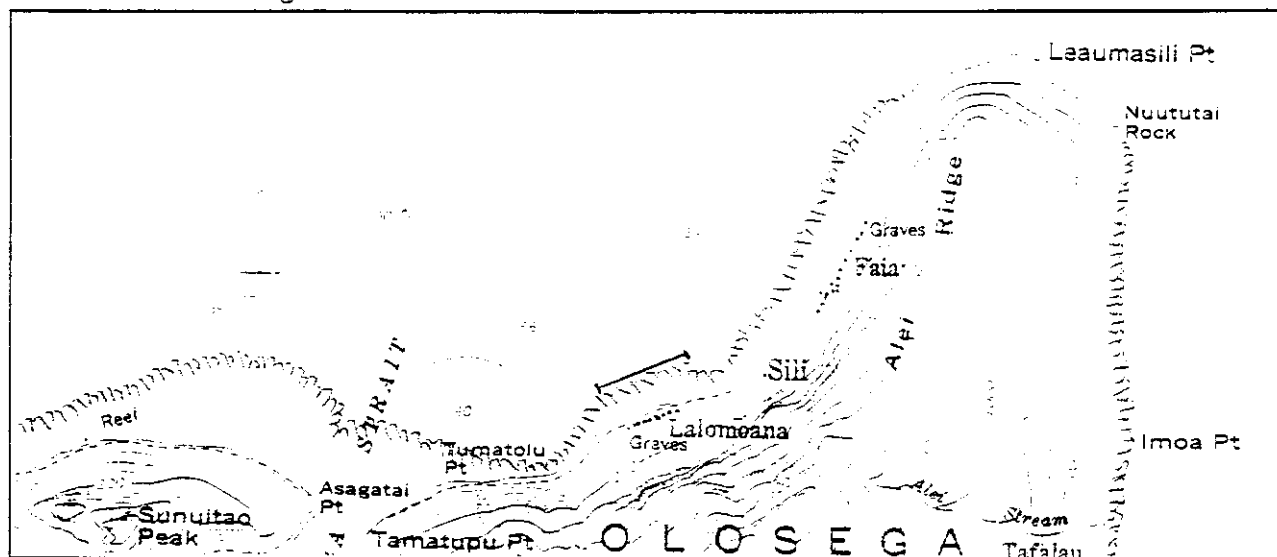 Leaumasili Pt
Nuututai
Rock
Ridge
Graves
Faia
STRAIT
Sili
Alei
Reef
Lalomoana
Graves
Tumatolu
Pt
Imoa Pt
Asagatai
Pt
Alei
Stream
Sunuitao
Peak
Tamatupu Pt
OLOSEGA
Tafalau